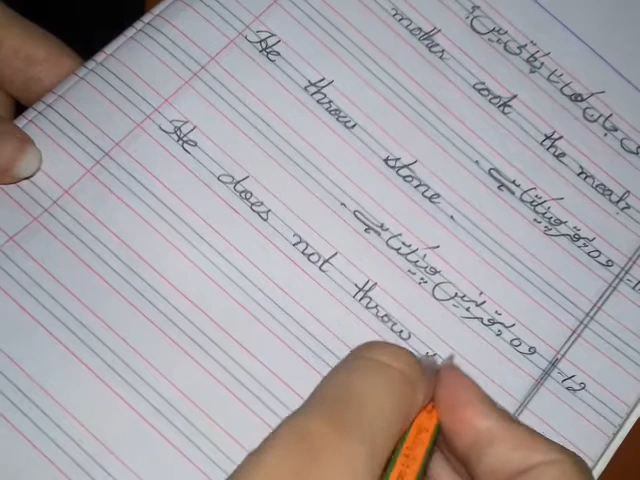 جان کھانا پکاتی ہیں؟
mother cook the meal
وہ پتھر پھینکتا ہے۔
He throw stone.
12- وہ پتھر نہیں پھینکتا ہے۔
He does not throw